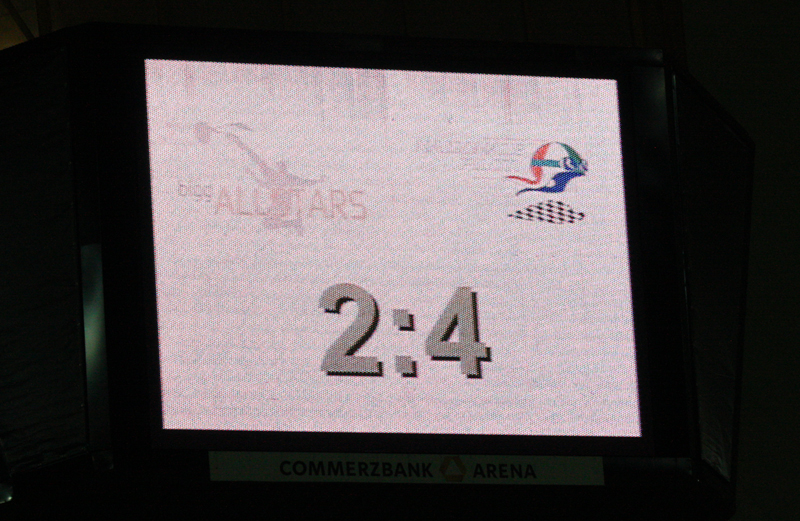 bigg
ALLSTARS
2:4
COMMERZBANK ARENA